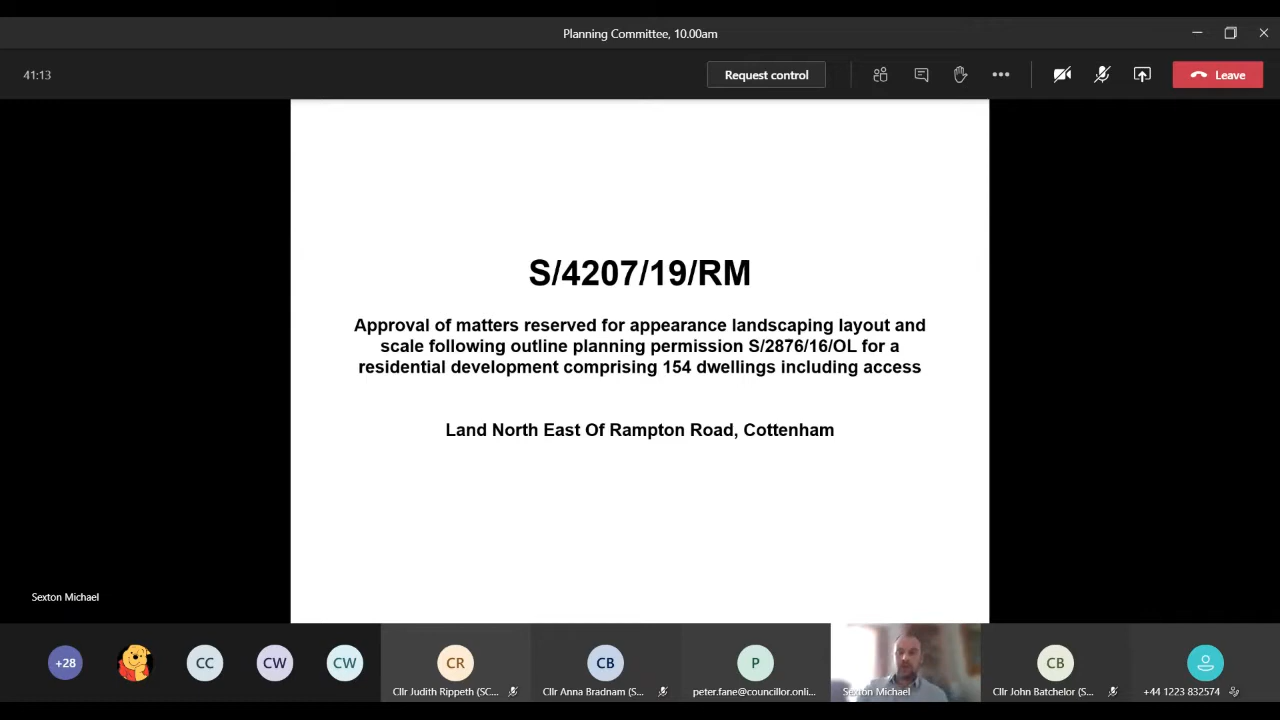 Planning Committee, 10.00am
41:13
Request control
Leave
S/4207/19/RM
Approval of matters reserved for appearance landscaping layout and
scale following outline planning permission S/2876/16/OL for a
residential development comprising 154 dwellings including access
Land North East Of Rampton Road, Cottenham
Sexton Michael
+28
CC
CW
CW
CR
Cllr Judith Rippeth (SC...
CB
Cllr Anna Bradnam (S...
P
peter.fane@councillor.onli...
Sexton Michael
CB
Cllr John Batchelor (S...
+44 1223 832574